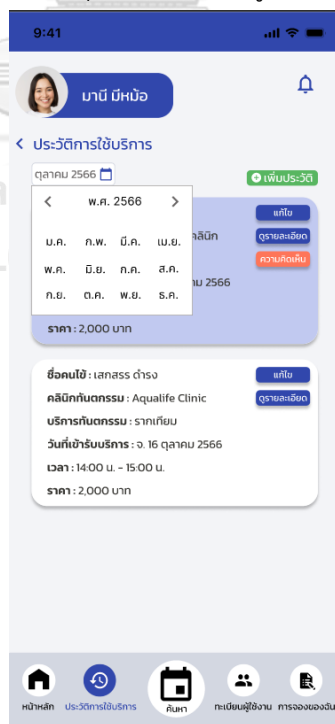 9:41
มานี มีหม้อ
ประวัติการใช้บริการ
ตุลาคม 2566
เพิ่มประวัติ
พ.ศ. 2566
ม.ค. ก.พ. มี.ค. เม.ย.
พ.ค. มิ.ย. ก.ค. ส.ค.
ก.ย. ต.ค. พ.ย. ธ.ค.
แก้ไข
ดูรายละเอียด
ความคิดเห็น
2566
ราคา : 2,000 บาท
ชื่อคนไข้ : เสกสรร ดำรง
แก้ไข
คลินิกทันตกรรม : Aqualife Clinic
ดูรายละเอียด
บริการทันตกรรม : รากเทียม
วันที่เข้ารับบริการ : จ. 16 ตุลาคม 2566
เวลา : 14:00 น. - 15:00 น.
ราคา : 2,000 บาท
หน้าหลัก ประวัติการใช้บริการ ค้นหา ทะเบียนผู้ใช้งาน การจองของฉัน